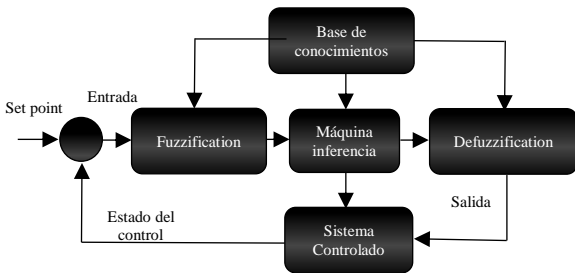 Base de
conocimientos
Entrada
Set point
Fuzzification
Máquina
inferencia
Defuzzification
Salida
Estado del
control
Sistema
Controlado